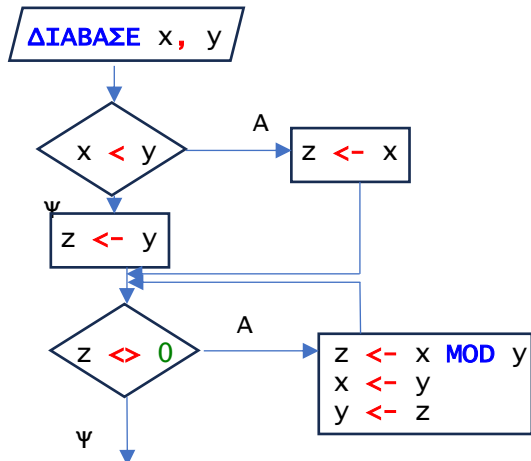 ΔΙΑΒΑΣΕ x, y
x < y
Α
z <- x
Ψ
z <- y
z <> 0
Α
z <- x MOD y
x <- y
y <- z
Ψ